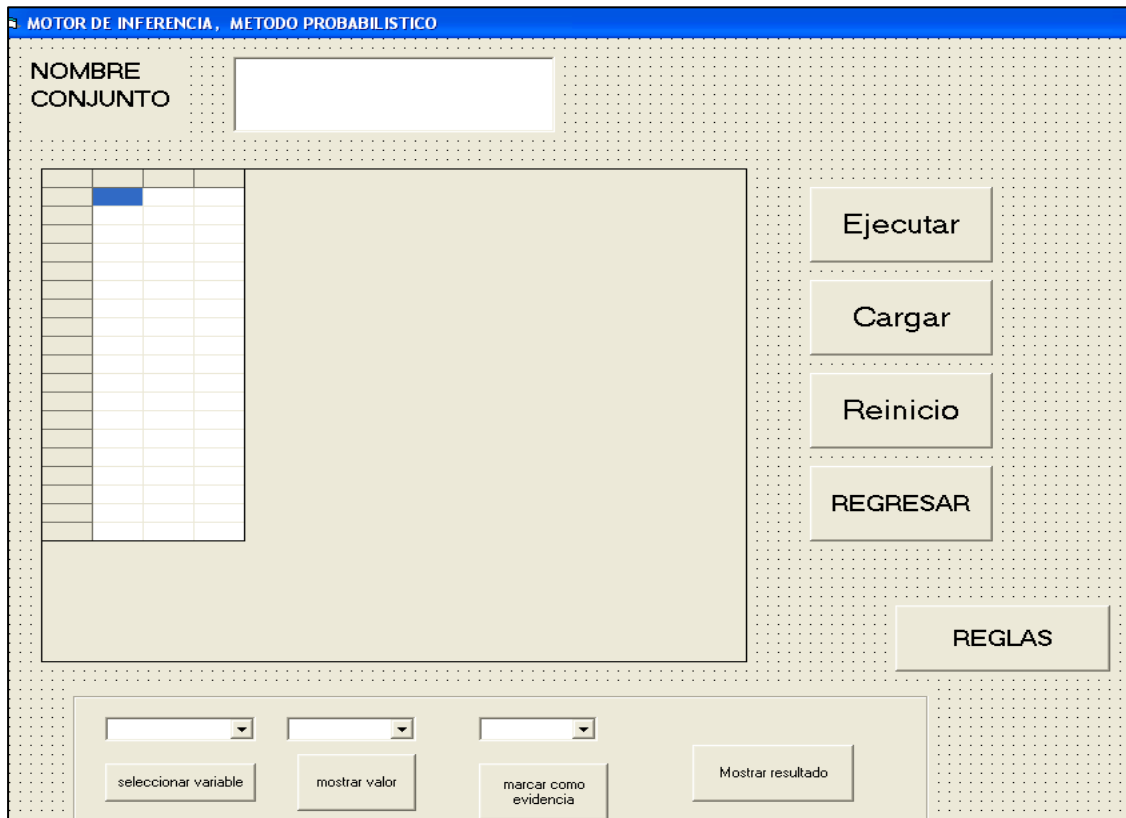 MOTOR DE INFERENCIA, METODO PROBABILISTICO
NOMBRE
CONJUNTO
Ejecutar
Cargar
Reinicio
REGRESAR
REGLAS
seleccionar variable
mostrar valor
marcar como
evidencia
Mostrar resultado